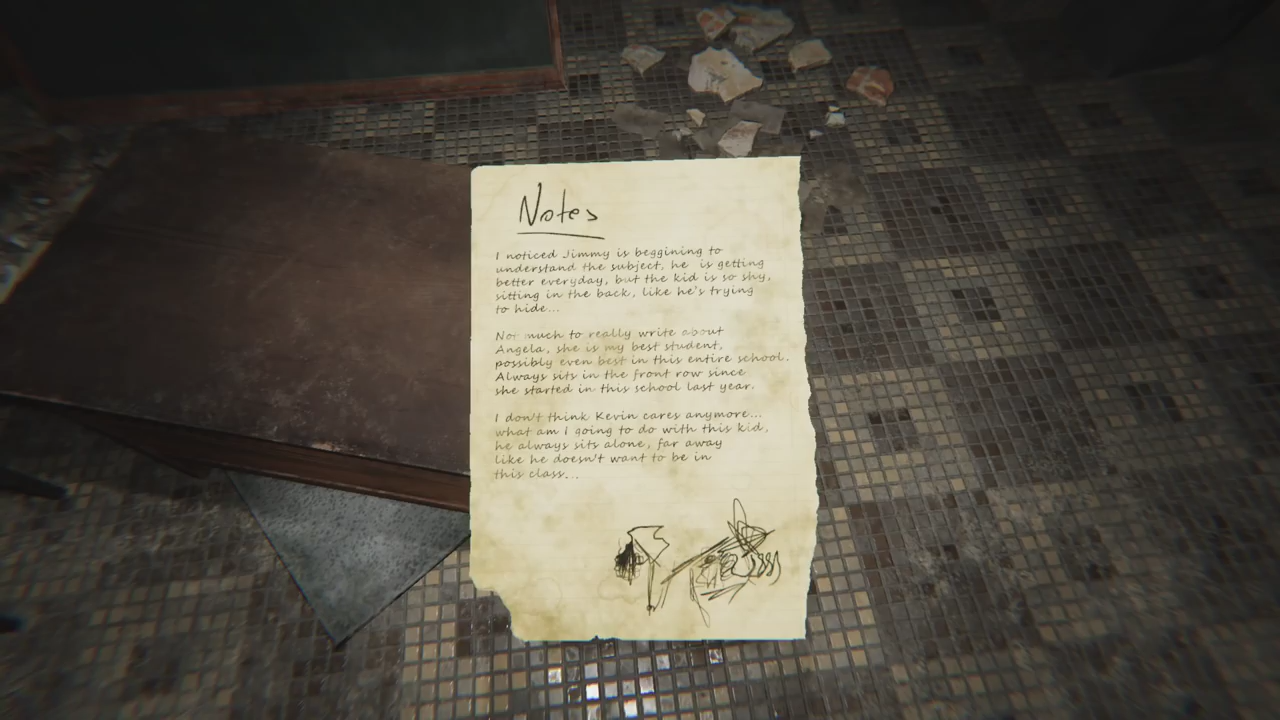 Notes
I noticed Jimmy is beggining to
understand the subject, he is getting
better everyday, but the kid is so shy,
sitting in the back, like he's trying
to hide...
Not much to really write about
Angela, she is my best student,
possibly even best in this entire school.
Always sits in the front row since
she started in this school last year.
I don't think Kevin cares anymore...
what am I going to do with this kid,
he always sits alone, far away
like he doesn't want to be in
this class...